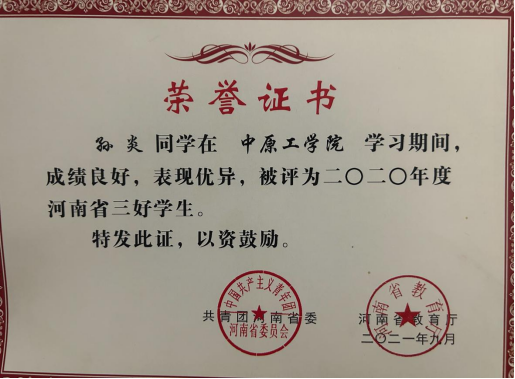 荣誉证书
孙炎 同学在 中原工学院 学习期间，
成绩良好，表现优异，被评为二〇二〇年度
河南省三好学生。
特发此证，以资鼓励。
中国共产主义青年团
河南省委员会
共青团河南省委
河南省教育厅
河南省教育厅
二〇二一年九月